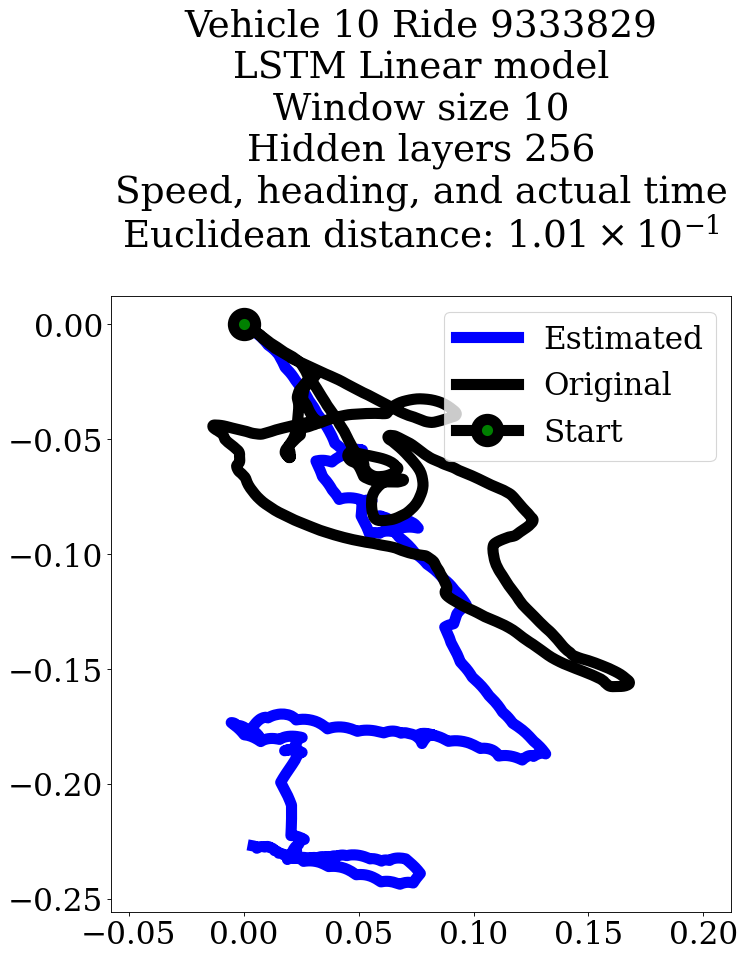 Vehicle 10 Ride 9333829
LSTM Linear model
Window size 10
Hidden layers 256
Speed, heading, and actual time
Euclidean distance: 1.01 × 10⁻¹
Estimated
Original
Start
0.00
−0.05
−0.10
−0.15
−0.20
−0.25
−0.05 0.00 0.05 0.10 0.15 0.20